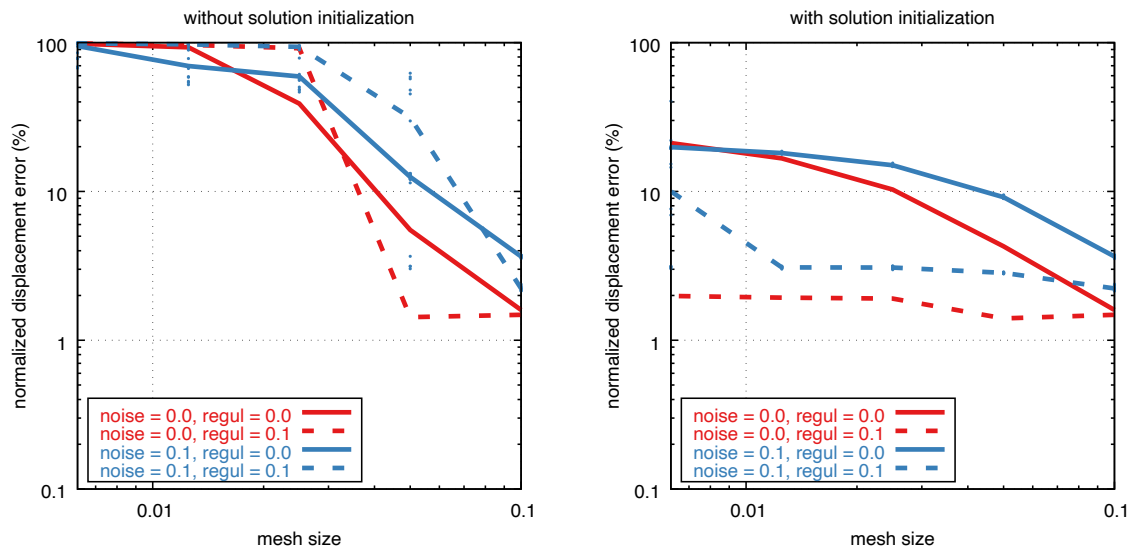 without solution initialization
normalized displacement error (%)
100
10
1
0.1
noise = 0.0, regul = 0.0
noise = 0.0, regul = 0.1
noise = 0.1, regul = 0.0
noise = 0.1, regul = 0.1
0.01
0.1
mesh size
with solution initialization
normalized displacement error (%)
100
10
1
0.1
noise = 0.0, regul = 0.0
noise = 0.0, regul = 0.1
noise = 0.1, regul = 0.0
noise = 0.1, regul = 0.1
0.01
0.1
mesh size